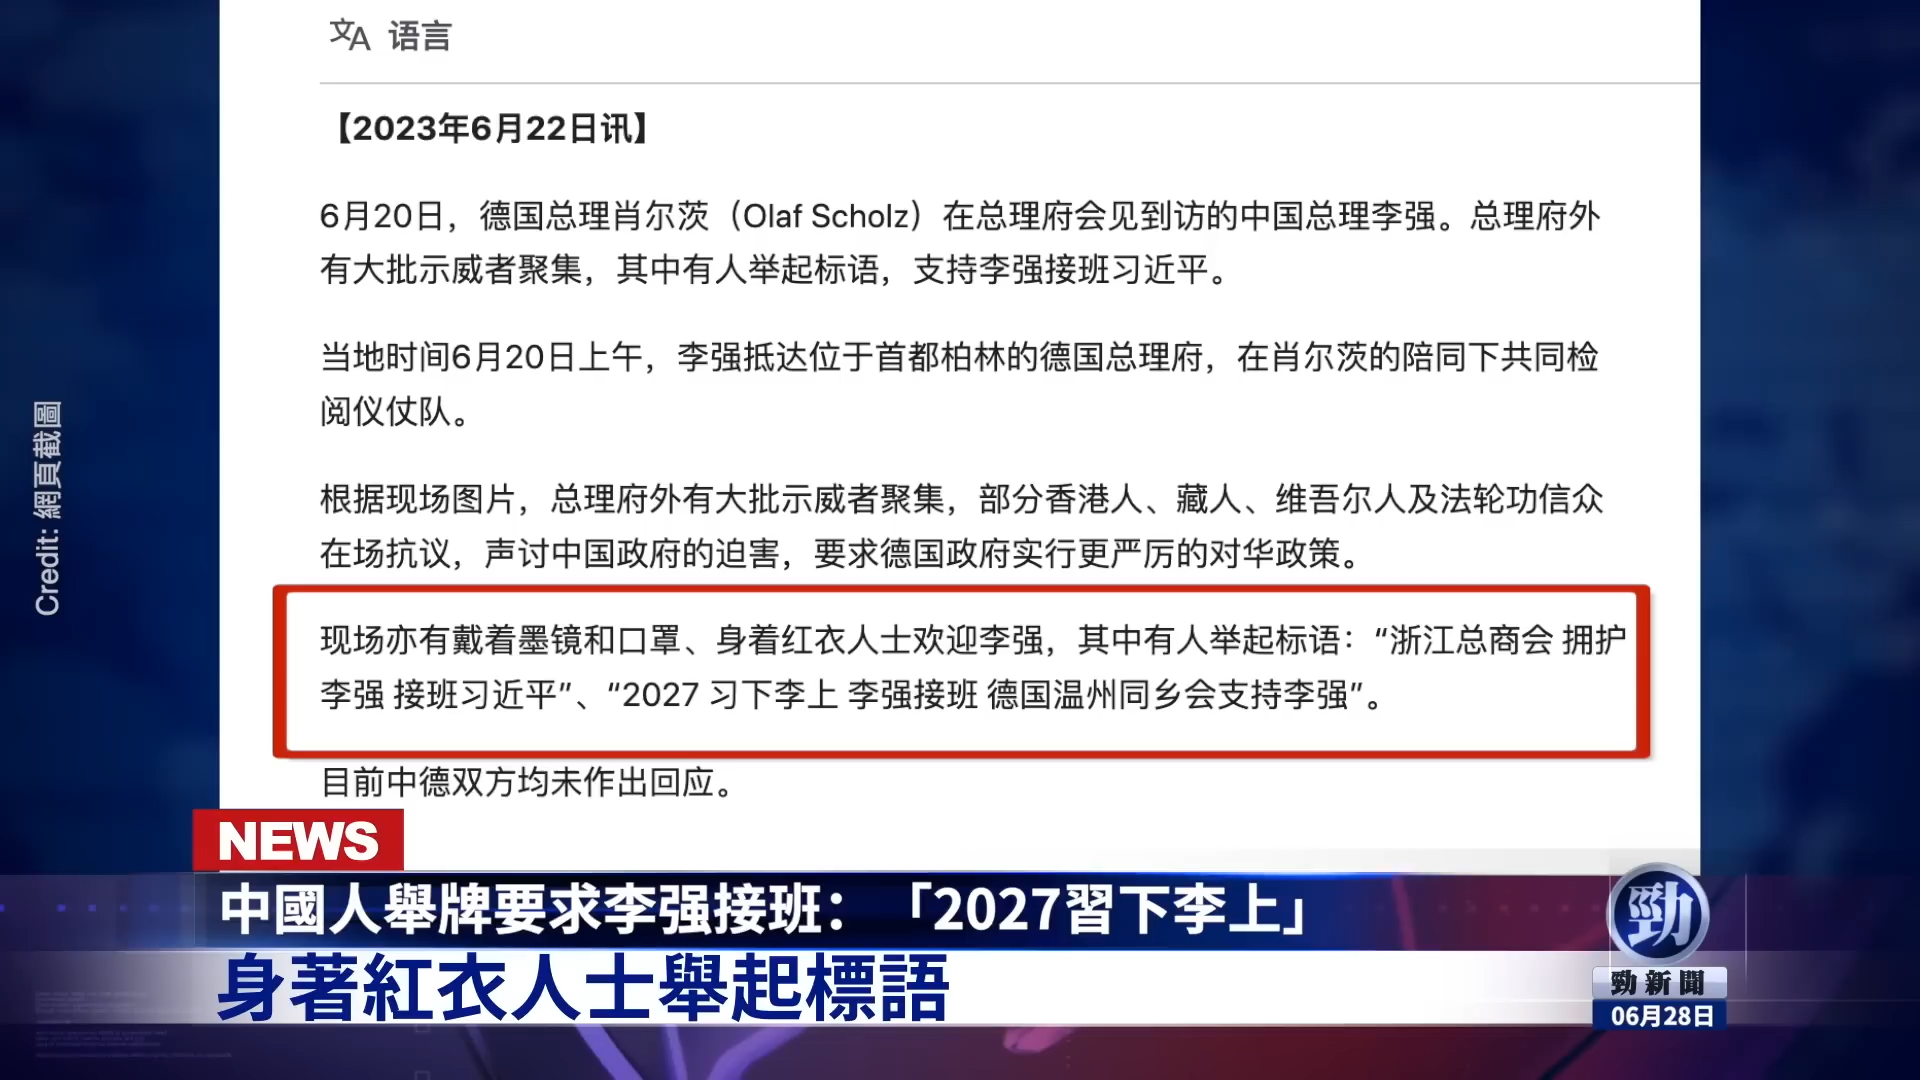 文A 语言
【2023年6月22日讯】
6月20日，德国总理肖尔茨（Olaf Scholz）在总理府会见到访的中国总理李强。总理府外
有大批示威者聚集，其中有人举起标语，支持李强接班习近平。
当地时间6月20日上午，李强抵达位于首都柏林的德国总理府，在肖尔茨的陪同下共同检
阅仪仗队。
根据现场图片，总理府外有大批示威者聚集，部分香港人、藏人、维吾尔人及法轮功信众
在场抗议，声讨中国政府的迫害，要求德国政府实行更严厉的对华政策。
现场亦有戴着墨镜和口罩、身着红衣人士欢迎李强，其中有人举起标语：“浙江总商会 拥护
李强 接班习近平”、“2027 习下李上 李强接班 德国温州同乡会支持李强”。
目前中德双方均未作出回应。
Credit: 網頁截圖
NEWS
中國人舉牌要求李强接班：「2027習下李上」
身著紅衣人士舉起標語
勁
勁新聞
06月28日